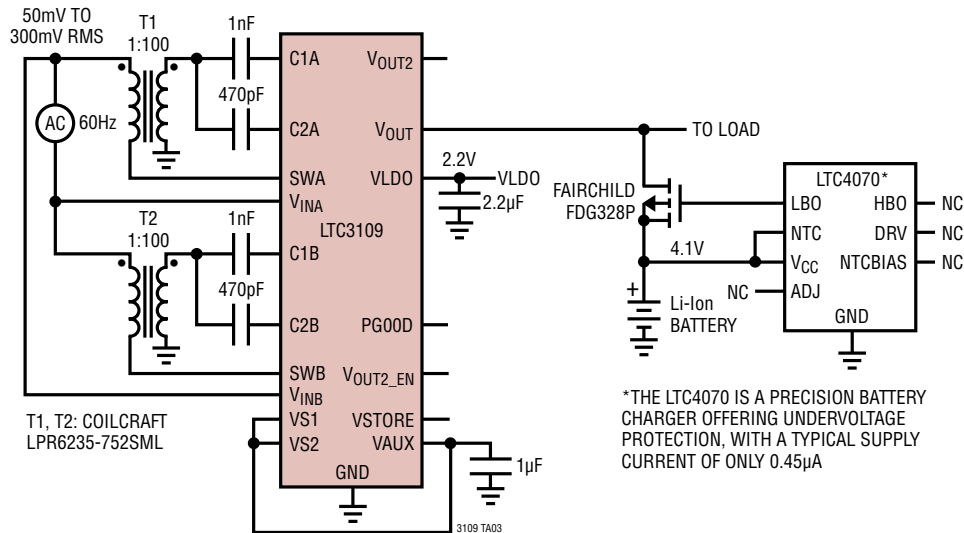 50mV TO
300mV RMS
T1
1:100
1nF
470pF
AC
60Hz
C1A
C2A
SWA
VINA
LTC3109
T2
1:100
1nF
470pF
C1B
C2B
SWB
VINB
VS1
VS2
GND
VOUT2
VOUT
VLDO
PGOOD
VOUT2_EN
VSTORE
VAUX
2.2V
VLDO
2.2µF
1µF
TO LOAD
FAIRCHILD
FDG328P
4.1V
+
Li-Ion
BATTERY
LTC4070*
LBO
NTC
VCC
ADJ
HBO
DRV
NTCBIAS
GND
NC
NC
NC
NC
T1, T2: COILCRAFT
LPR6235-752SML
*THE LTC4070 IS A PRECISION BATTERY
CHARGER OFFERING UNDERVOLTAGE
PROTECTION, WITH A TYPICAL SUPPLY
CURRENT OF ONLY 0.45µA
3109 TA03